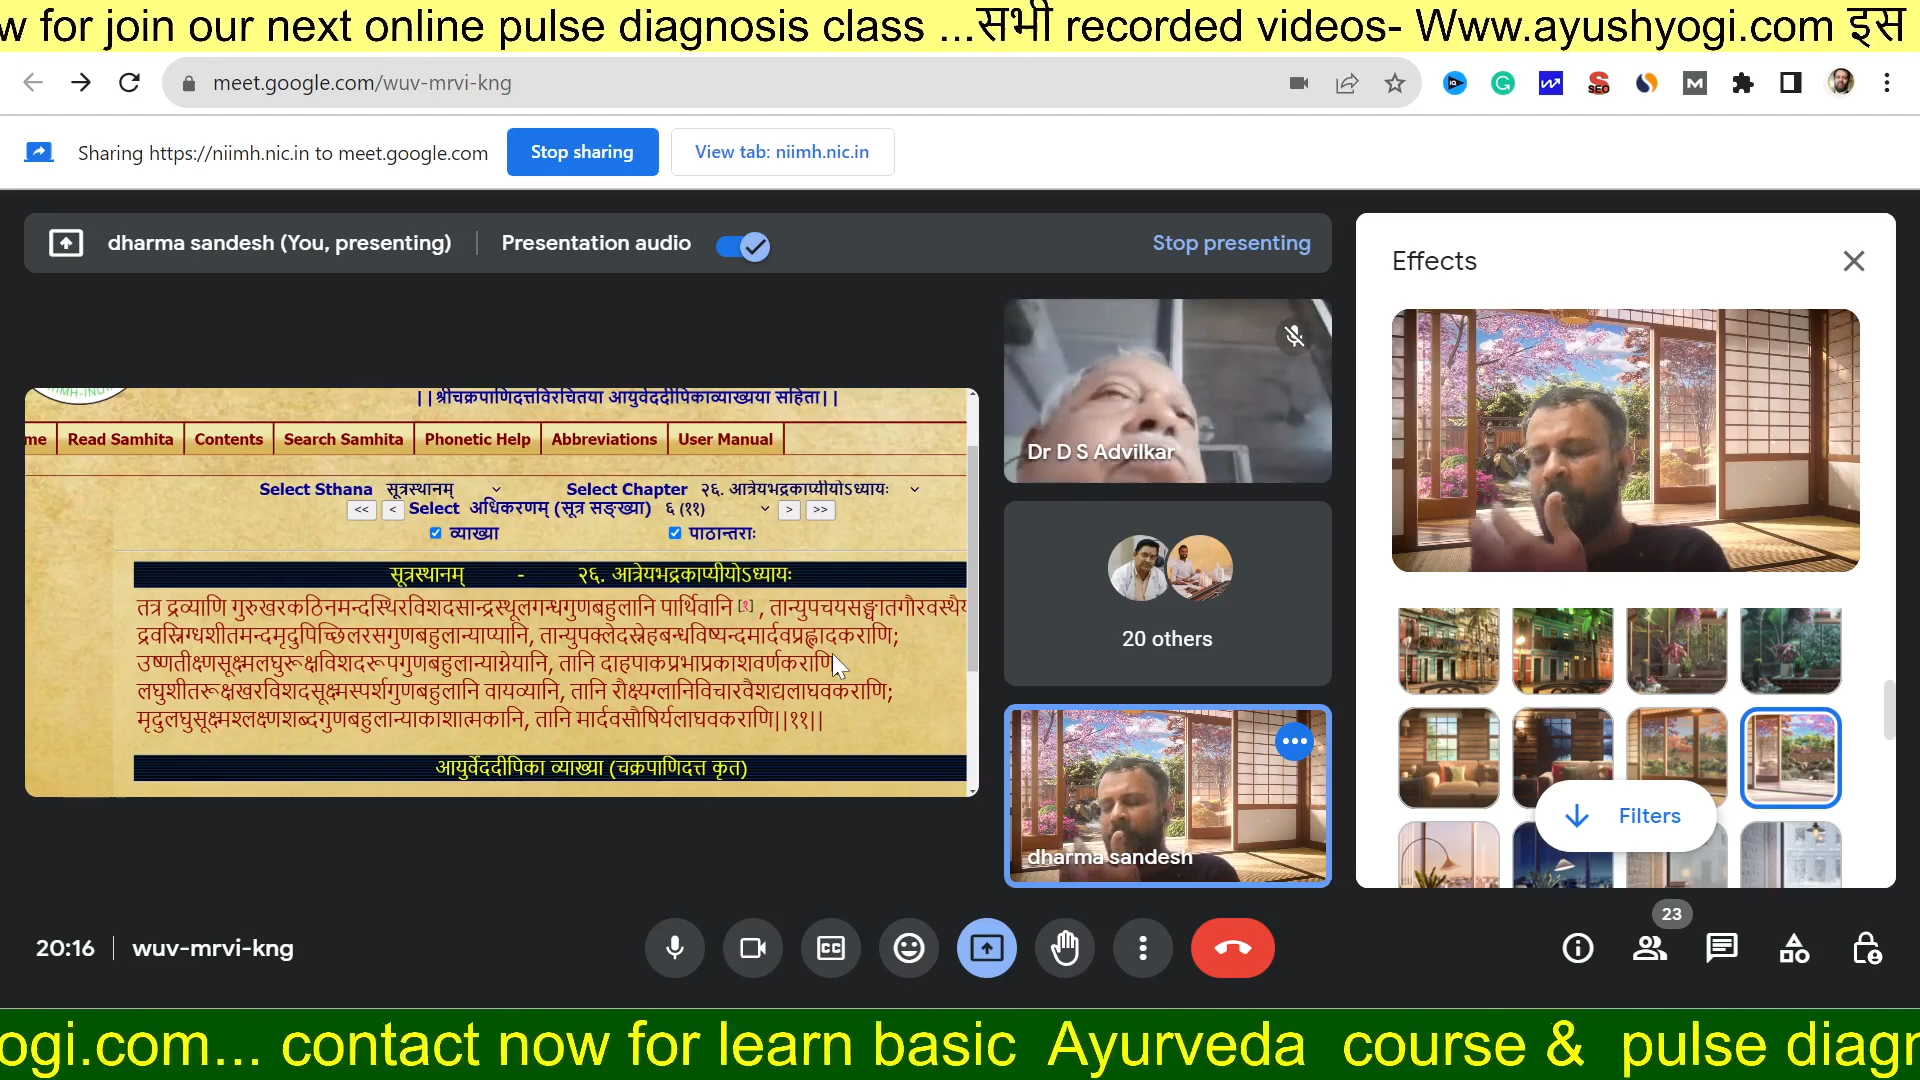 w for join our next online pulse diagnosis class ...सभी recorded videos- Www.ayushyogi.com इस
meet.google.com/wuv-mrvi-kng
Sharing https://niimh.nic.in to meet.google.com
Stop sharing
View tab: niimh.nic.in
dharma sandesh (You, presenting)
Presentation audio
Stop presenting
Effects
||श्रीचक्रपाणिदत्तविरचितया आयुर्वेददीपिकाव्याख्यया सहिता||
me
Read Samhita
Contents
Search Samhita
Phonetic Help
Abbreviations
User Manual
Select Sthana सूत्रस्थानम्
Select Chapter २६. आत्रेयभद्रकाप्यीयोऽध्यायः
<< < Select अधिकरणम् (सूत्र सङ्ख्या) ६ (११) > >>
व्याख्या
पाठान्तराः
सूत्रस्थानम् - २६. आत्रेयभद्रकाप्यीयोऽध्यायः
तत्र द्रव्याणि गुरुखरकठिनमन्दस्थिरविशदसान्द्रस्थूलगन्धगुणबहुलानि पार्थिवानि [१] , तान्युपचयसङ्घातगौरवस्थैय
द्रवस्निग्धशीतमन्दमृदुपिच्छिलरसगुणबहुलान्याप्यानि, तान्युपक्लेदस्नेहबन्धविष्यन्दमार्दवप्रह्लादकराणि;
उष्णतीक्ष्णसूक्ष्मलघुरूक्षविशदरूपगुणबहुलान्याग्नेयानि, तानि दाहपाकप्रभाप्रकाशवर्णकराणि
लघुशीतरूक्षखरविशदसूक्ष्मस्पर्शगुणबहुलानि वायव्यानि, तानि रौक्ष्यग्लानिविचारवैशद्यलाघवकराणि;
मृदुलघुसूक्ष्मश्लक्ष्णशब्दगुणबहुलान्याकाशात्मकानि, तानि मार्दवसौषिर्यलाघवकराणि||११||
आयुर्वेददीपिका व्याख्या (चक्रपाणिदत्त कृत)
Dr D S Advilkar
20 others
dharma sandesh
Filters
20:16
wuv-mrvi-kng
23
ogi.com... contact now for learn basic Ayurveda course & pulse diagr